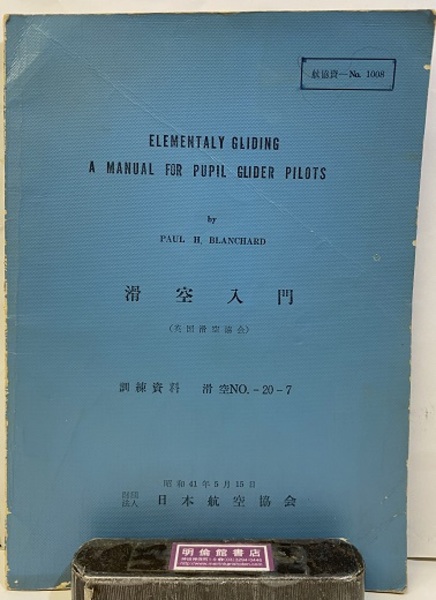 航協資—No. 1008
ELEMENTALY GLIDING
A MANUAL FOR PUPIL GLIDER PILOTS
by
PAUL H. BLANCHARD
滑空入門
(英国滑空協会)
訓練資料 滑空NO.-20-7
昭和41年5月15日
財団法人 日本航空協会
明倫館書店